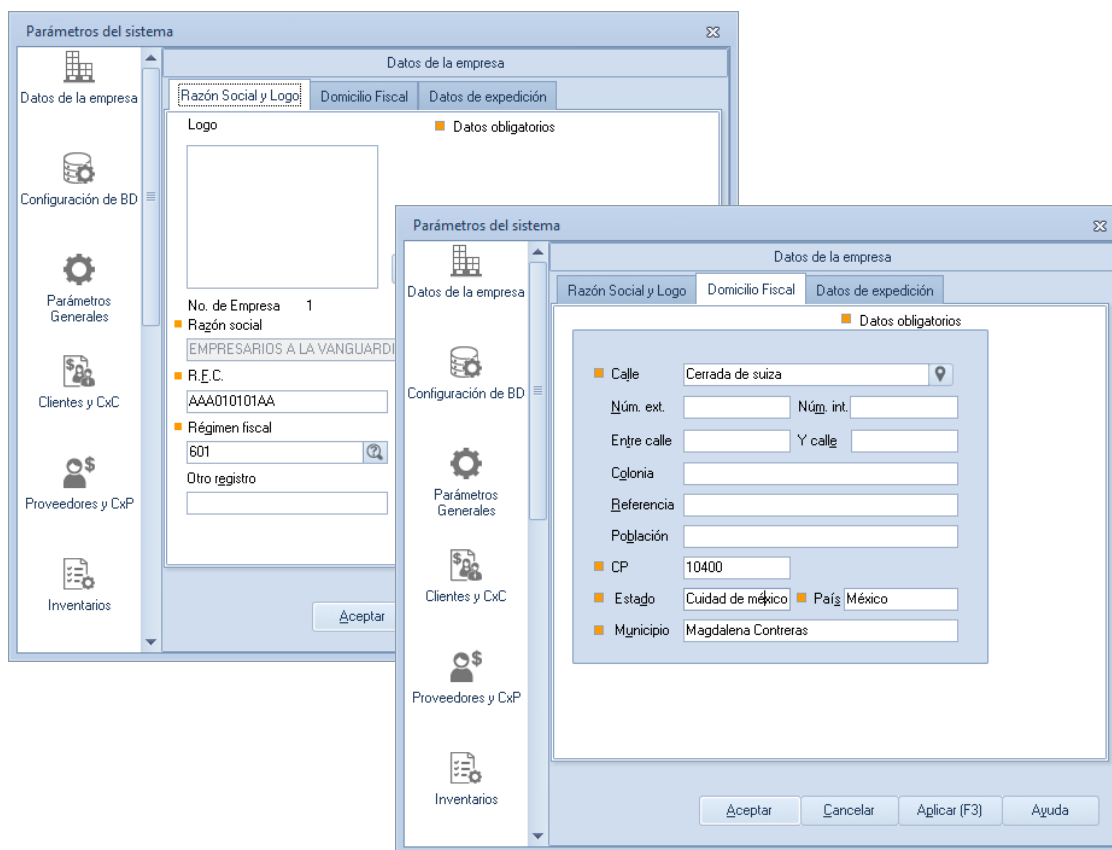 Parámetros del sistema
Datos de la empresa
Configuración de BD
Parámetros
Generales
Clientes y CxC
Proveedores y CxP
Inventarios
Datos de la empresa
Razón Social y Logo Domicilio Fiscal Datos de expedición
Logo Datos obligatorios
No. de Empresa 1
Razón social
EMPRESARIOS A LA VANGUARDI
R.F.C.
AAA010101AA
Régimen fiscal
601
Otro registro
Aceptar
Parámetros del sistema
Datos de la empresa
Configuración de BD
Parámetros
Generales
Clientes y CxC
Proveedores y CxP
Inventarios
Datos de la empresa
Razón Social y Logo Domicilio Fiscal Datos de expedición
Datos obligatorios
Calle Cerrada de suiza
Núm. ext. Núm. int.
Entre calle Y calle
Colonia
Referencia
Población
CP 10400
Estado Cuidad de méxico País México
Municipio Magdalena Contreras
Aceptar Cancelar Aplicar (F3) Ayuda